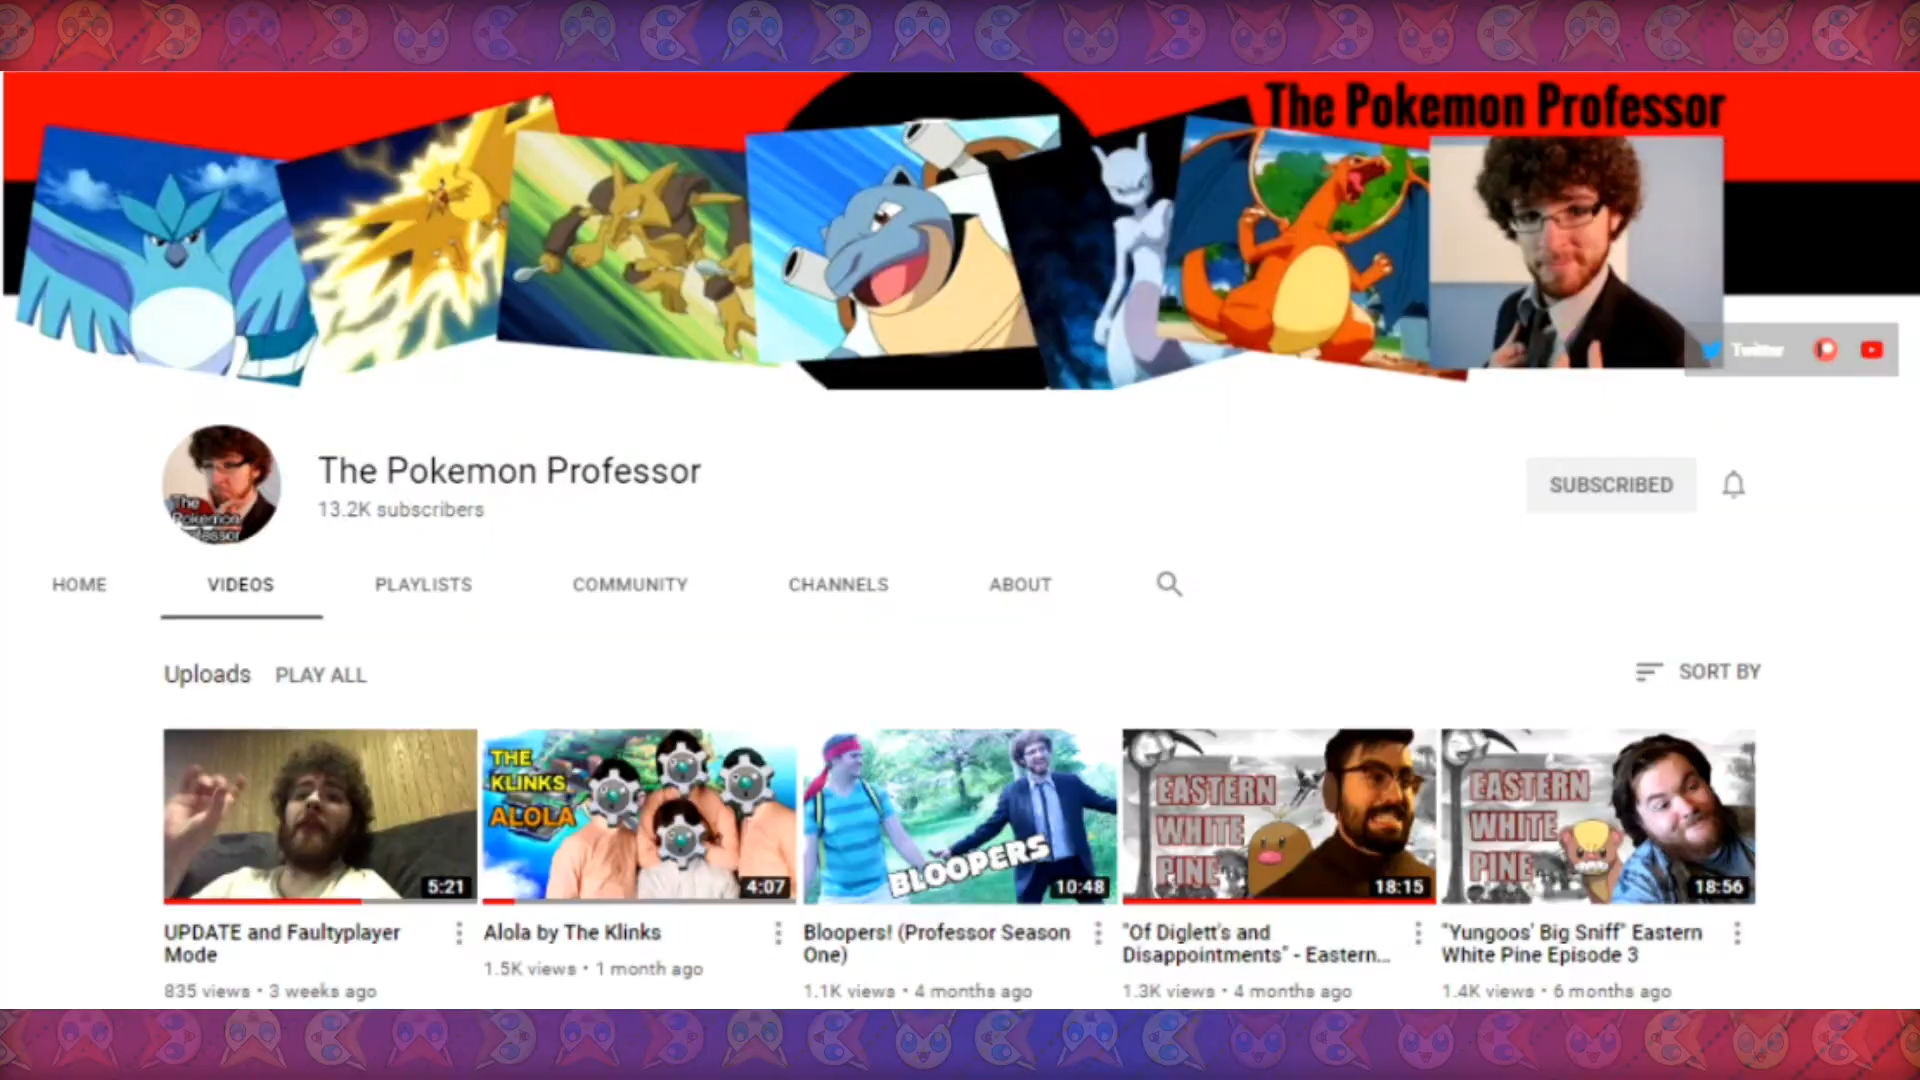 The Pokemon Professor
Twitter
The Pokemon Professor
13.2K subscribers
The
Pokemon
Professor
SUBSCRIBED
HOME VIDEOS PLAYLISTS COMMUNITY CHANNELS ABOUT
Uploads PLAY ALL SORT BY
THE
KLINKS
ALOLA
BLOOPERS
EASTERN
WHITE
PINE
EASTERN
WHITE
PINE
5:21 4:07 10:48 18:15 18:56
UPDATE and Faultyplayer
Mode
835 views • 3 weeks ago
Alola by The Klinks
1.5K views • 1 month ago
Bloopers! (Professor Season
One)
1.1K views • 4 months ago
"Of Diglett's and
Disappointments" - Eastern...
1.3K views • 4 months ago
"Yungoos' Big Sniff" Eastern
White Pine Episode 3
1.4K views • 6 months ago